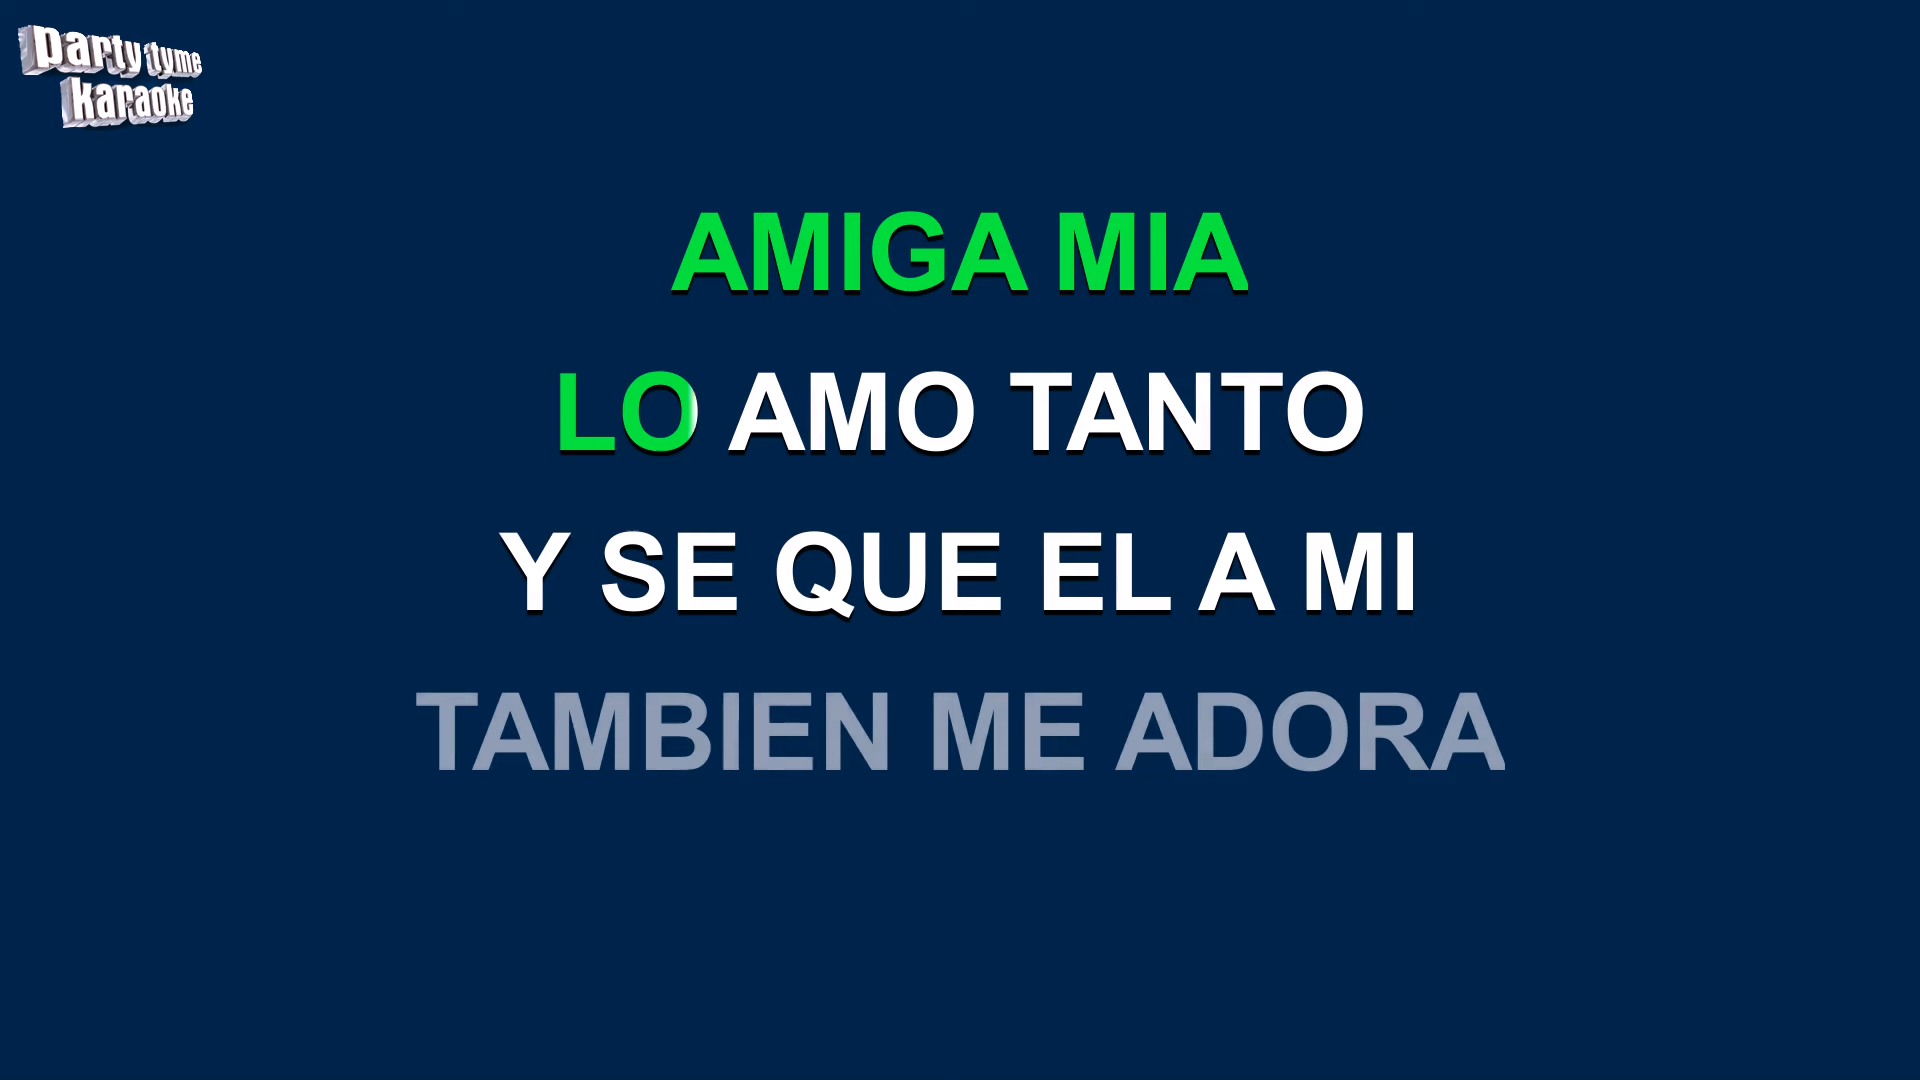 party tyme
karaoke
AMIGA MIA
LO AMO TANTO
Y SE QUE EL A MI
TAMBIEN ME ADORA